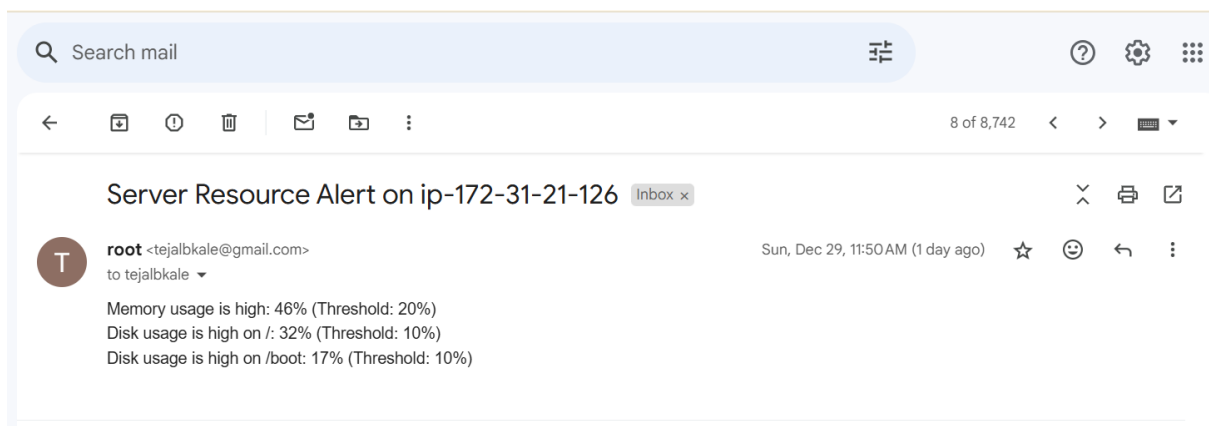 Search mail
8 of 8,742
Server Resource Alert on ip-172-31-21-126 Inbox ×
T
root <tejalbkale@gmail.com> Sun, Dec 29, 11:50 AM (1 day ago)
to tejalbkale
Memory usage is high: 46% (Threshold: 20%)
Disk usage is high on /: 32% (Threshold: 10%)
Disk usage is high on /boot: 17% (Threshold: 10%)